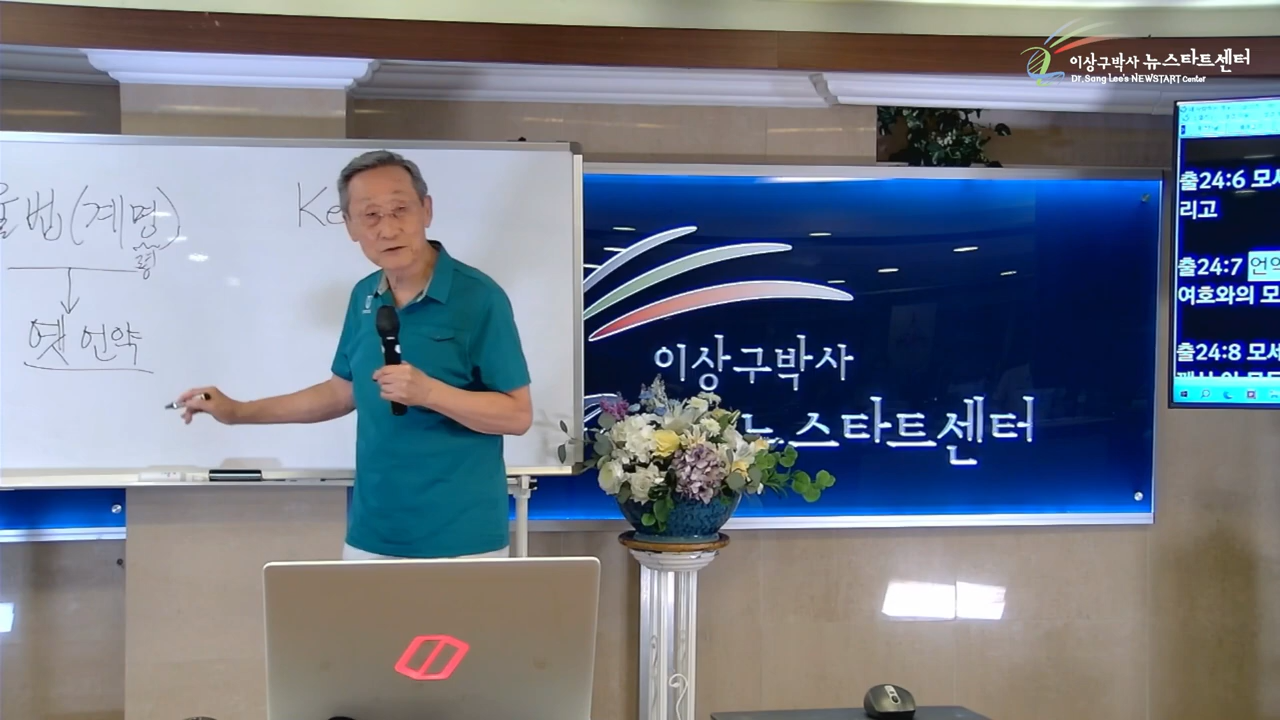 이상구박사 뉴스타트센터
Dr. Sang Lee's NEWSTART Center
율법(계명)
령
옛 언약
Ke
이상구박사
뉴스타트센터
출24:6 모세
리고
출24:7 언약
여호와의 모
출24:8 모세